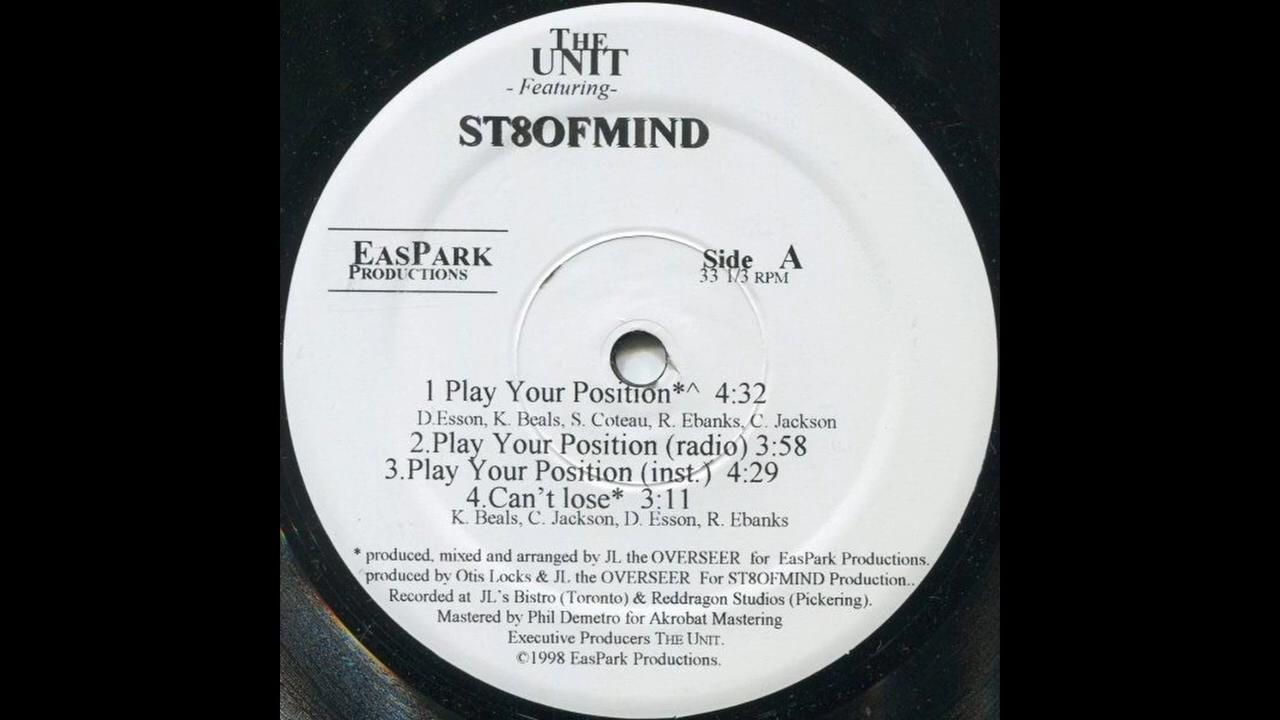 THE
UNIT
- Featuring-
ST8OFMIND
EASPARK
PRODUCTIONS
Side A
33 1/3 RPM
1 Play Your Position*^ 4:32
D.Esson, K. Beals, S. Coteau, R. Ebanks, C. Jackson
2.Play Your Position (radio) 3:58
3.Play Your Position (inst.) 4:29
4.Can't lose* 3:11
K. Beals, C. Jackson, D. Esson, R. Ebanks
* produced, mixed and arranged by JL the OVERSEER for EasPark Productions.
^produced by Otis Locks & JL the OVERSEER For ST8OFMIND Production..
Recorded at JL's Bistro (Toronto) & Reddragon Studios (Pickering).
Mastered by Phil Demetro for Akrobat Mastering
Executive Producers THE UNIT.
©1998 EasPark Productions.